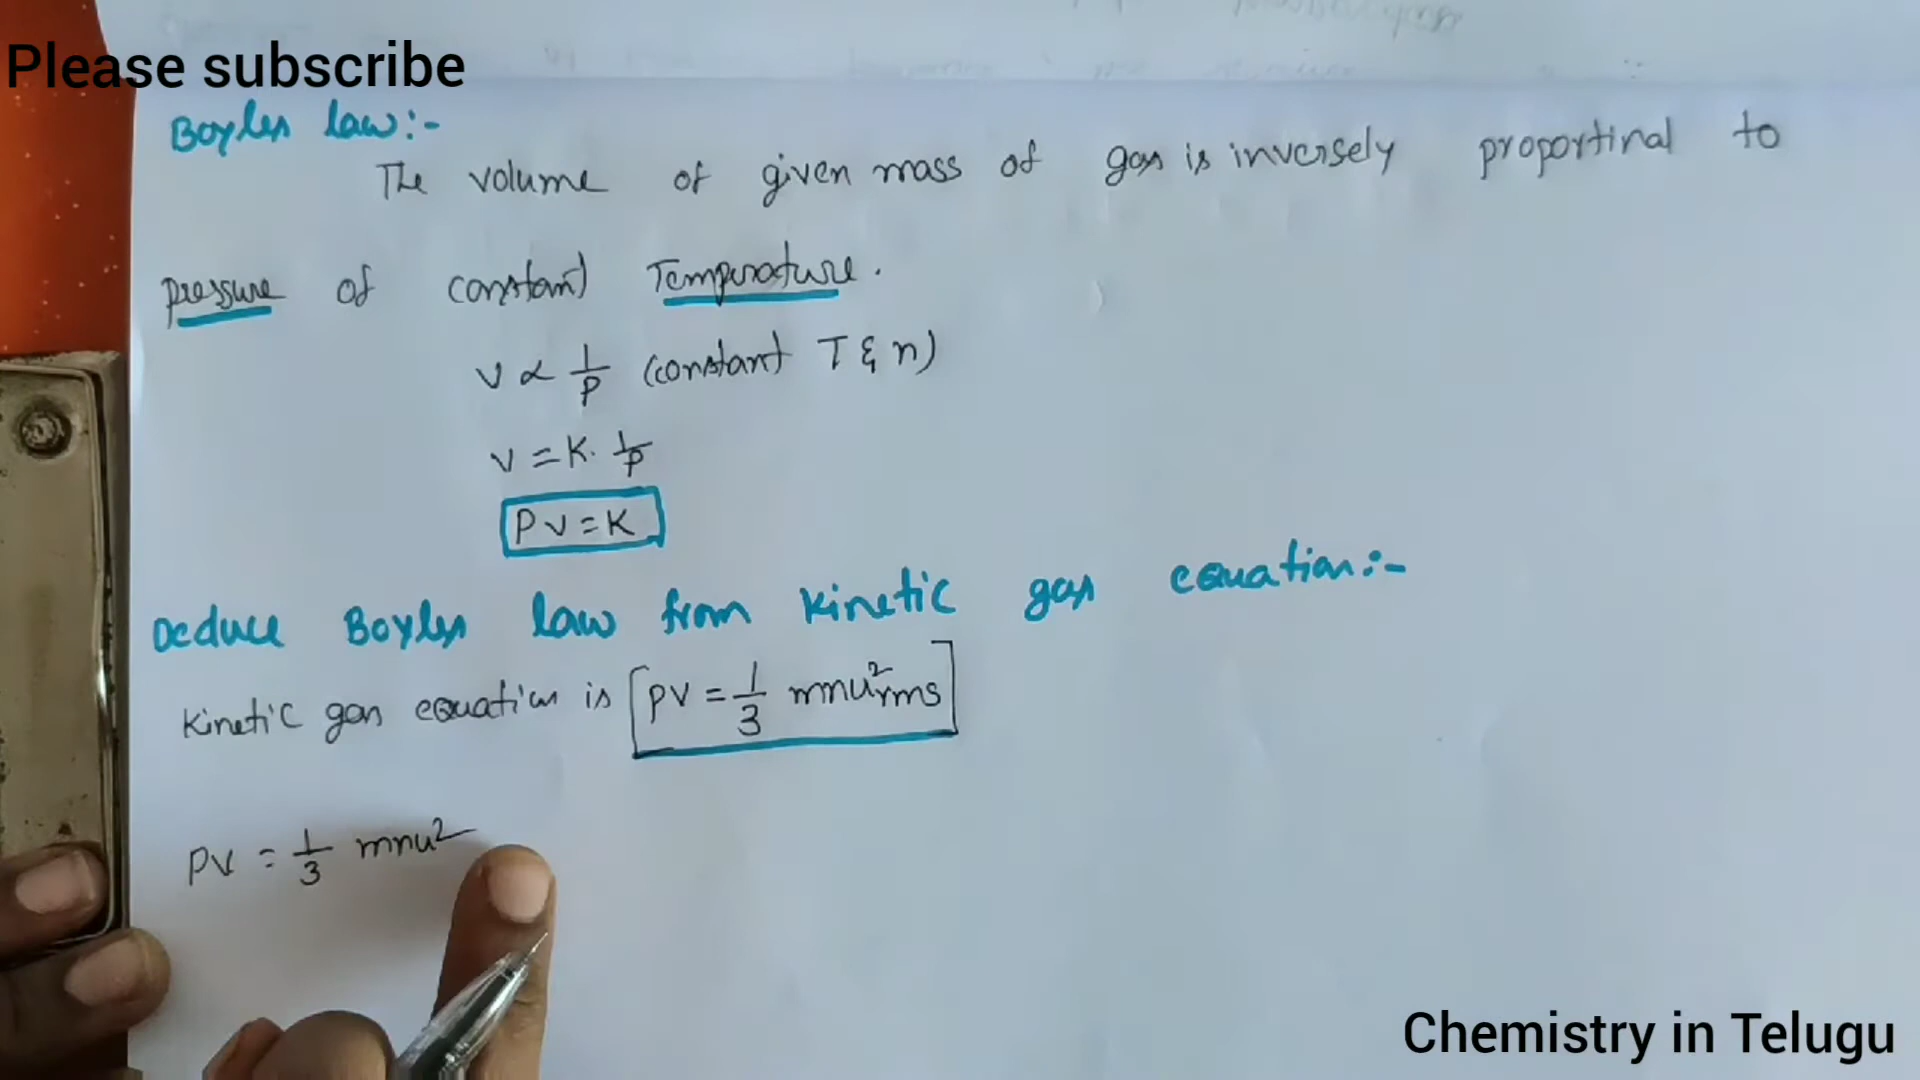 Please subscribe
Boyles law:-
The volume of given mass of gas is inversely proportinal to
pressure of constant Temperature.
V ∝ 1/P (constant T & n)
V = K. 1/P
PV = K
Deduce Boyles law from kinetic gas equation:-
Kinetic gas equation is [PV = 1/3 mnu²rms]
PV = 1/3 mnu²
Chemistry in Telugu